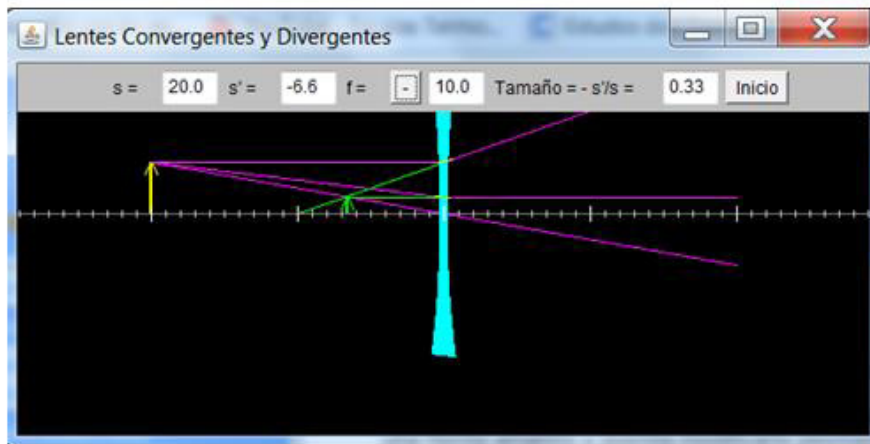 Lentes Convergentes y Divergentes
s = 20.0 s' = -6.6 f = - 10.0 Tamaño = - s'/s = 0.33 Inicio